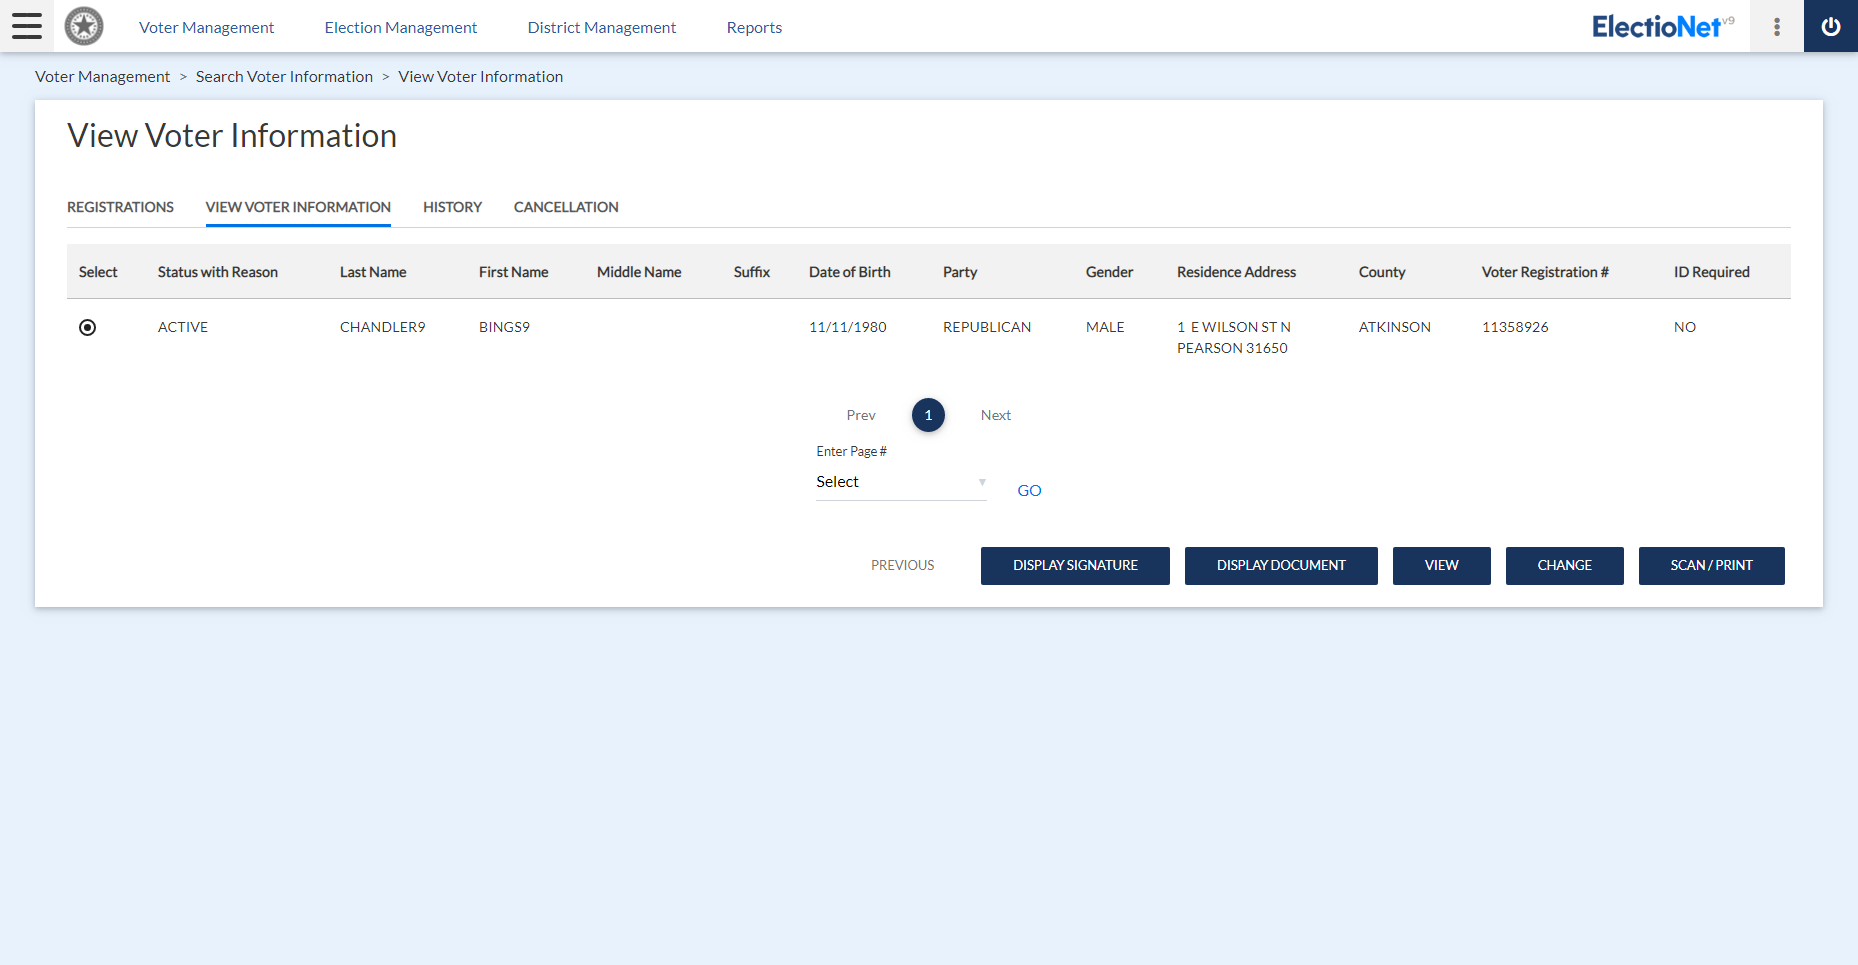 Voter Management Election Management District Management Reports ElectioNet v9
Voter Management > Search Voter Information > View Voter Information
View Voter Information
REGISTRATIONS VIEW VOTER INFORMATION HISTORY CANCELLATION
Select Status with Reason Last Name First Name Middle Name Suffix Date of Birth Party Gender Residence Address County Voter Registration # ID Required
ACTIVE CHANDLER9 BINGS9 11/11/1980 REPUBLICAN MALE 1 E WILSON ST N ATKINSON 11358926 NO
PEARSON 31650
Prev 1 Next
Enter Page #
Select
GO
PREVIOUS DISPLAY SIGNATURE DISPLAY DOCUMENT VIEW CHANGE SCAN / PRINT